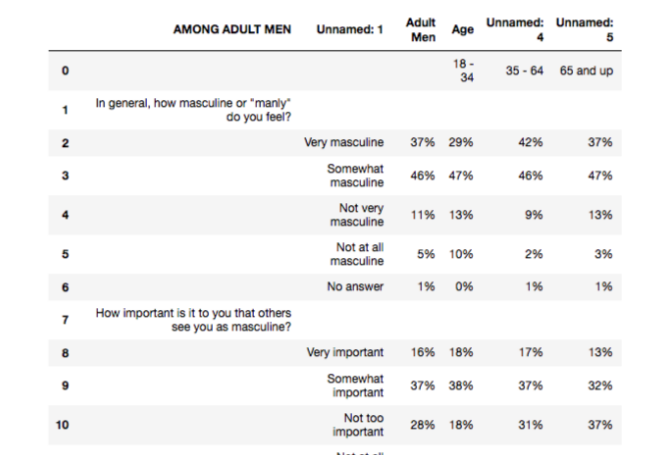 AMONG ADULT MEN Unnamed: 1 Adult Men Age Unnamed: 4 Unnamed: 5
0 18 - 34 35 - 64 65 and up
1 In general, how masculine or "manly" do you feel?
2 Very masculine 37% 29% 42% 37%
3 Somewhat masculine 46% 47% 46% 47%
4 Not very masculine 11% 13% 9% 13%
5 Not at all masculine 5% 10% 2% 3%
6 No answer 1% 0% 1% 1%
7 How important is it to you that others see you as masculine?
8 Very important 16% 18% 17% 13%
9 Somewhat important 37% 38% 37% 32%
10 Not too important 28% 18% 31% 37%